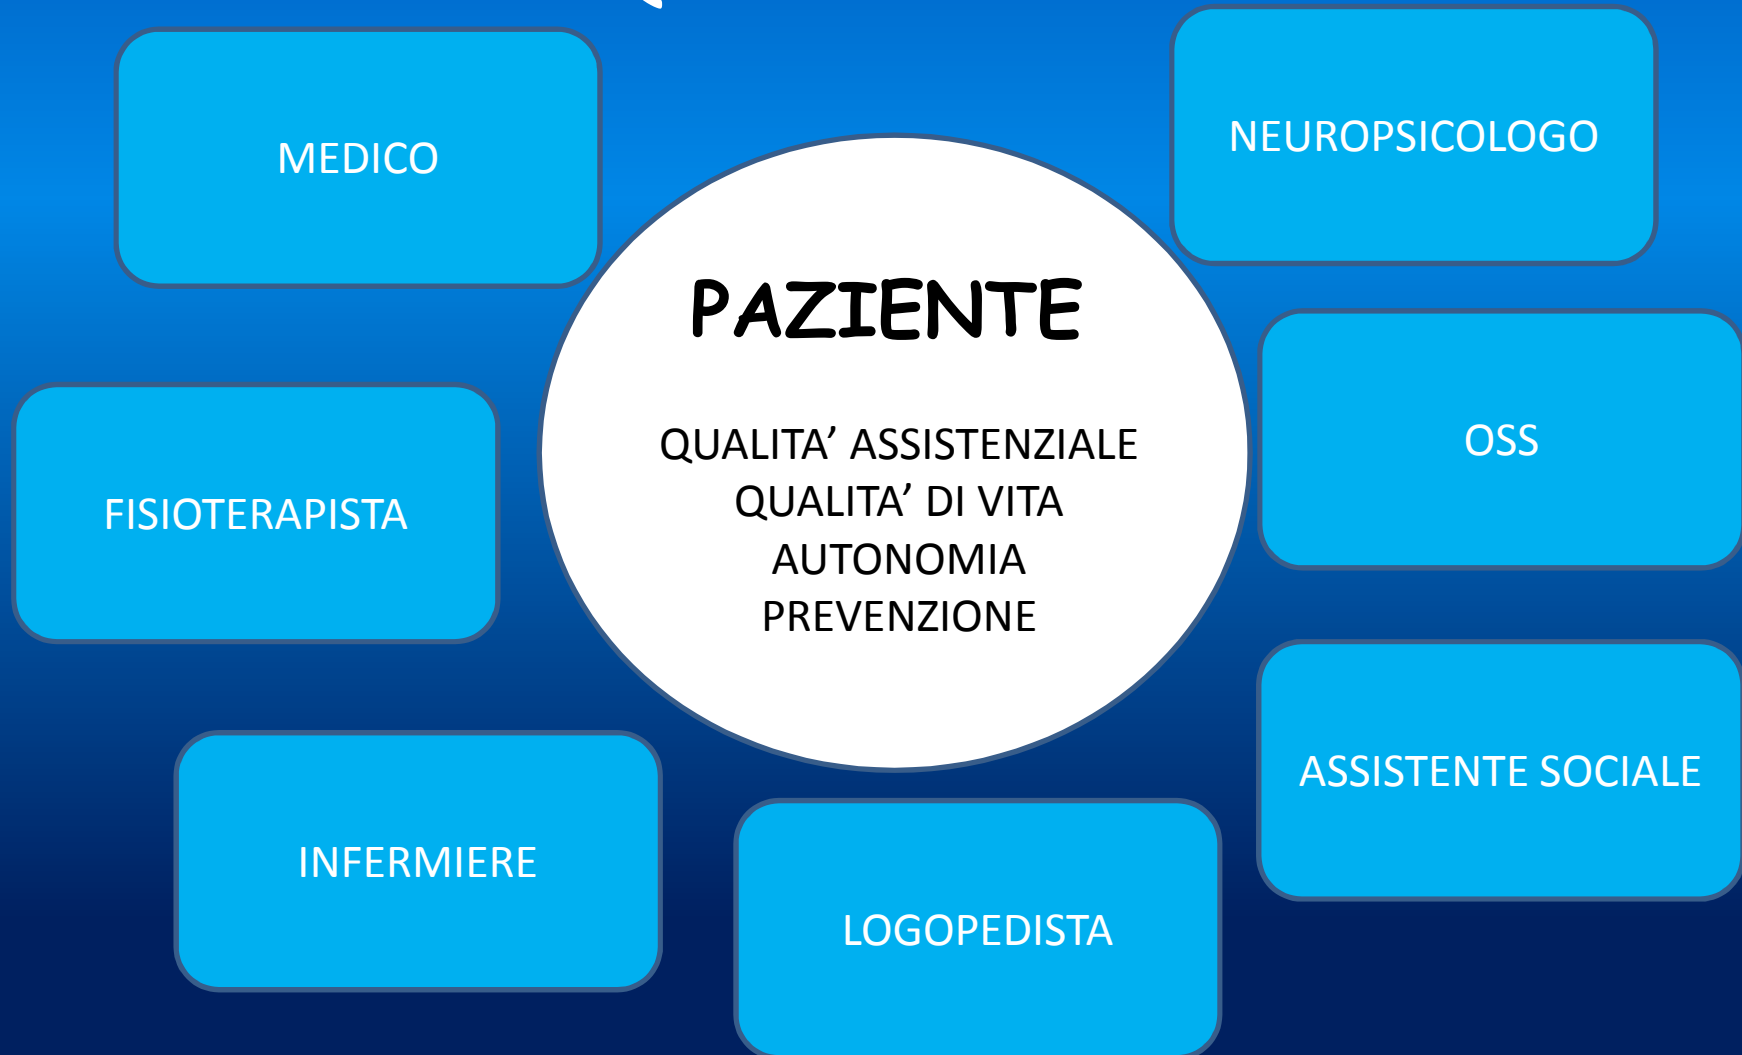 MEDICO
NEUROPSICOLOGO
PAZIENTE
QUALITA’ ASSISTENZIALE
QUALITA’ DI VITA
AUTONOMIA
PREVENZIONE
OSS
FISIOTERAPISTA
ASSISTENTE SOCIALE
INFERMIERE
LOGOPEDISTA